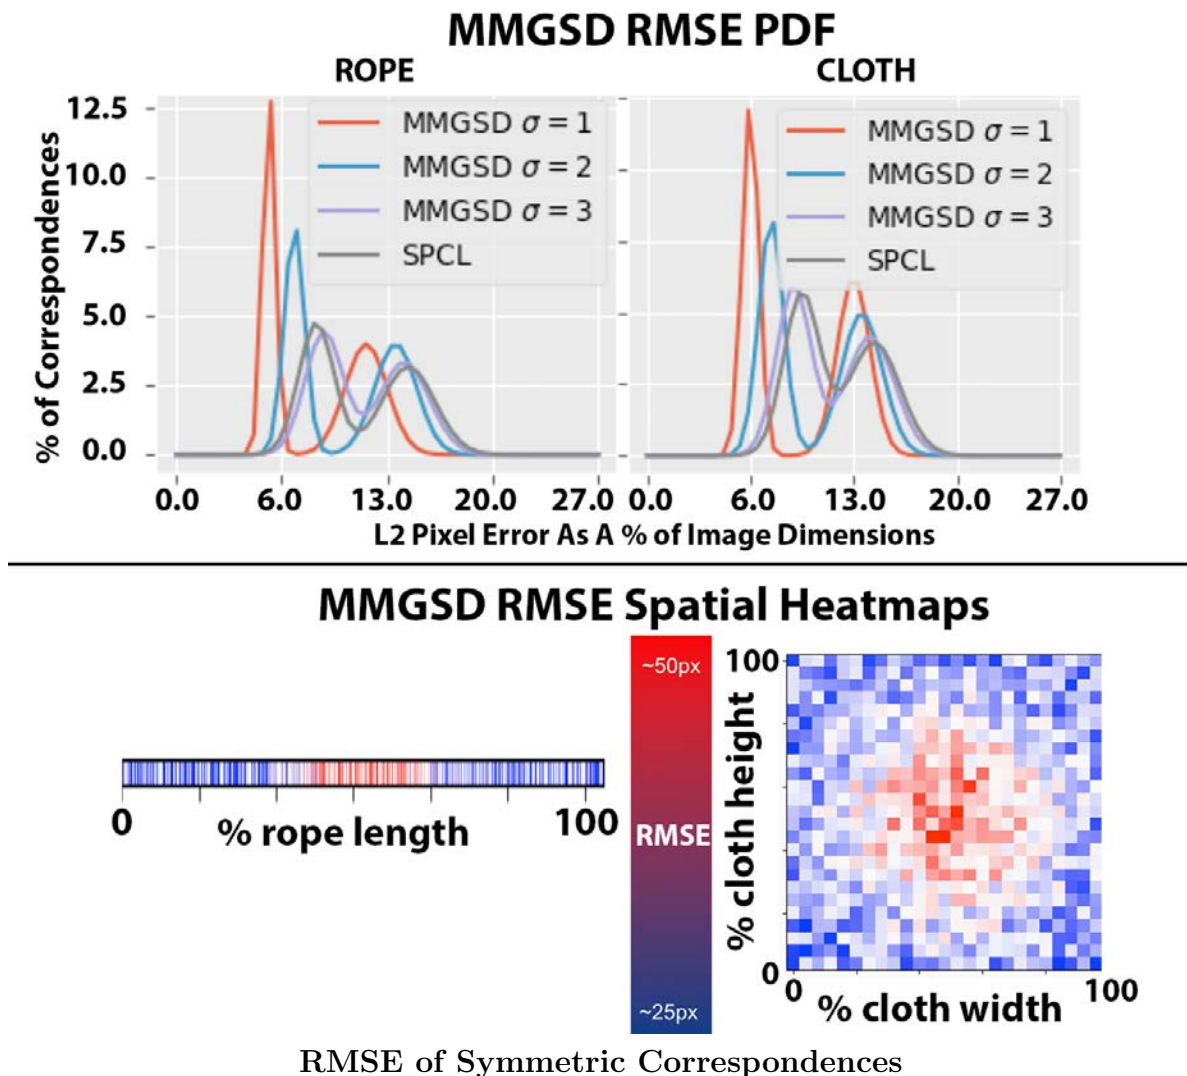 MMGSD RMSE PDF
ROPE
CLOTH
% of Correspondences
12.5
10.0
7.5
5.0
2.5
0.0
MMGSD σ = 1
MMGSD σ = 2
MMGSD σ = 3
SPCL
MMGSD σ = 1
MMGSD σ = 2
MMGSD σ = 3
SPCL
0.0 6.0 13.0 20.0 27.0
0.0 6.0 13.0 20.0 27.0
L2 Pixel Error As A % of Image Dimensions
MMGSD RMSE Spatial Heatmaps
0 100
% rope length
~50px
RMSE
~25px
% cloth height
100
0
0 100
% cloth width
RMSE of Symmetric Correspondences